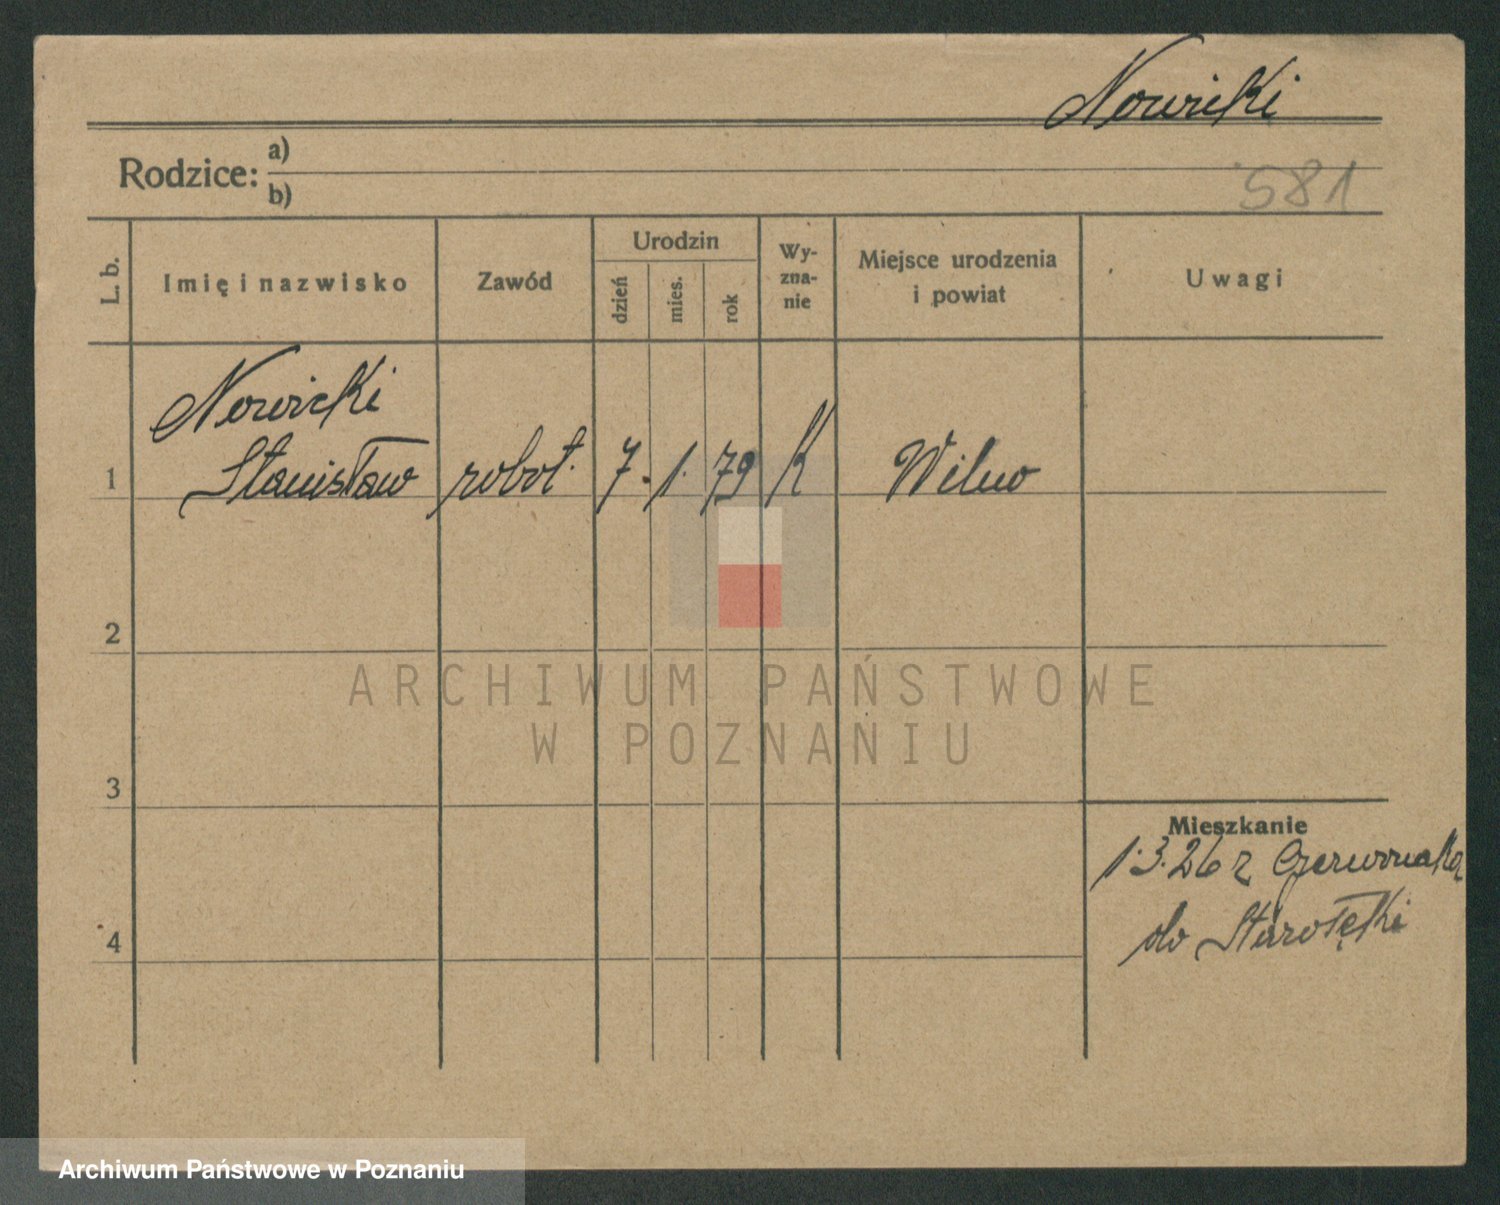 Nowicki
Rodzice: a)
b)
581
L. b.
Imię i nazwisko
Zawód
Urodzin
dzień
mies.
rok
Wy-
zna-
nie
Miejsce urodzenia
i powiat
Uwagi
Nowicki
1 Stanisław robot. 7. 1. 79 K Wilno
2
3
4
Mieszkanie
1.3.26 z
do Starołęki
ARCHIWUM PAŃSTWOWE
W POZNANIU
Archiwum Państwowe w Poznaniu